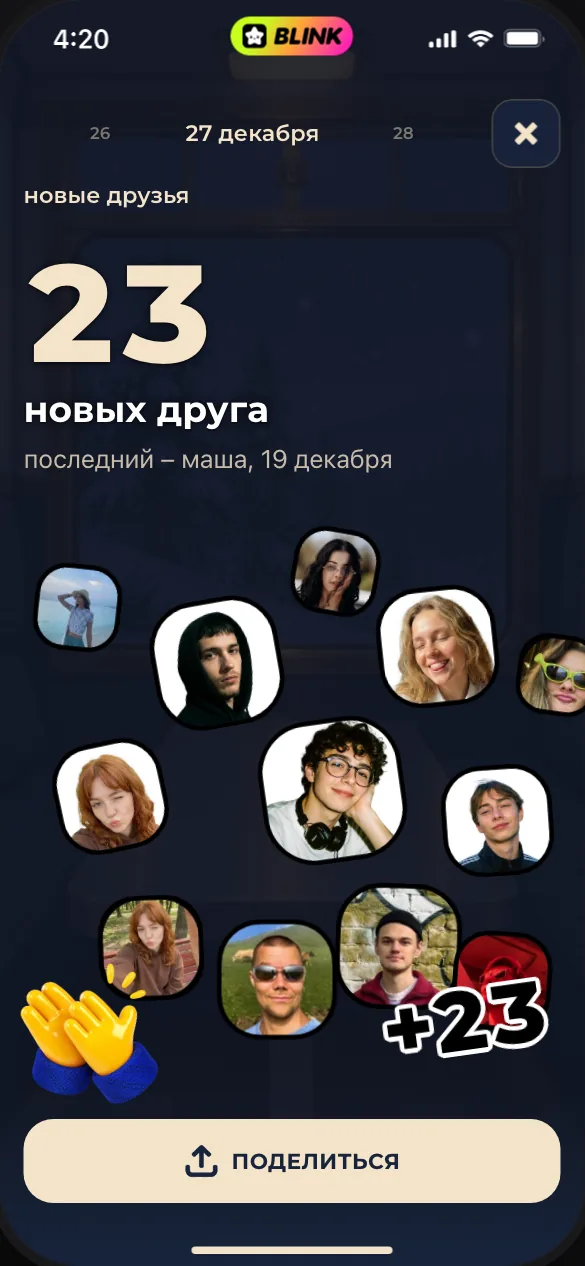 4:20
BLINK
26
27 декабря
28
новые друзья
23
новых друга
последний – маша, 19 декабря
+23
ПОДЕЛИТЬСЯ